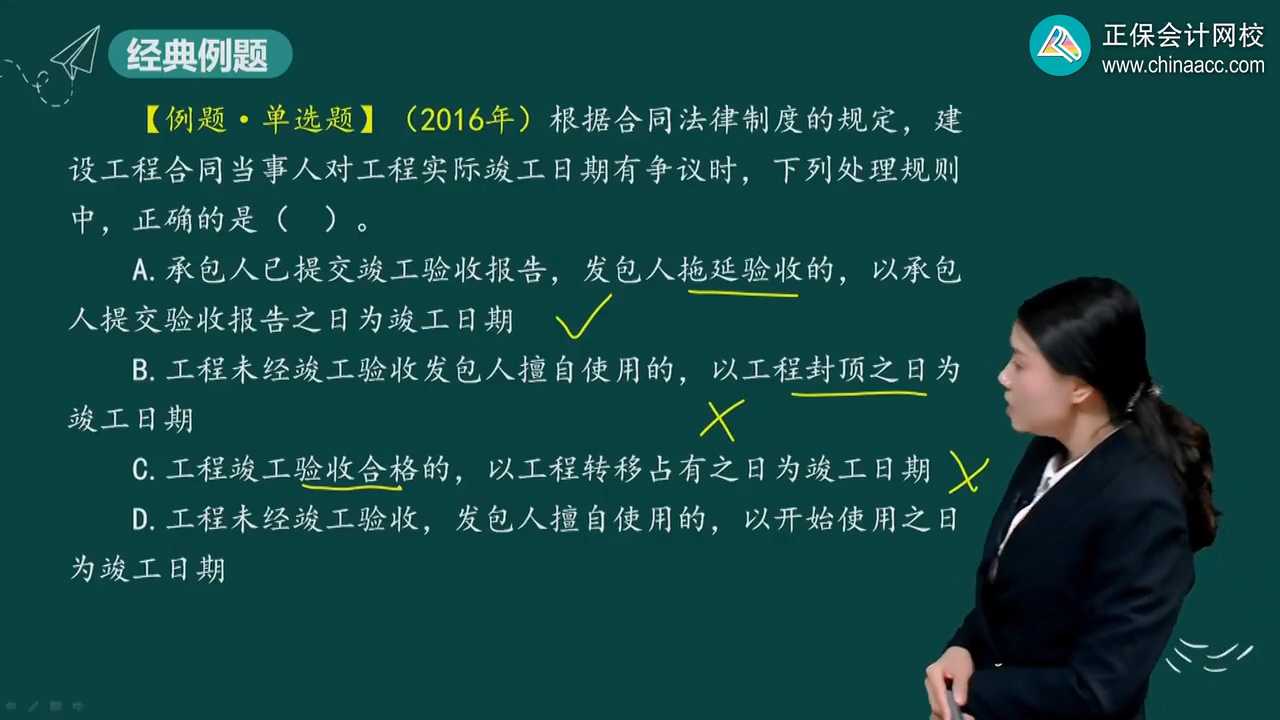 经典例题
正保会计网校
www.chinaacc.com
【例题·单选题】（2016年）根据合同法律制度的规定，建
设工程合同当事人对工程实际竣工日期有争议时，下列处理规则
中，正确的是（ ）。
A.承包人已提交竣工验收报告，发包人拖延验收的，以承包
人提交验收报告之日为竣工日期
B.工程未经竣工验收发包人擅自使用的，以工程封顶之日为
竣工日期
C.工程竣工验收合格的，以工程转移占有之日为竣工日期
D.工程未经竣工验收，发包人擅自使用的，以开始使用之日
为竣工日期